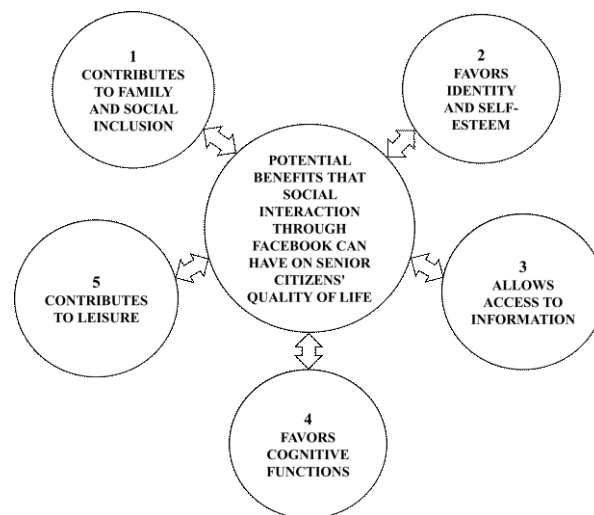 1
CONTRIBUTES
TO FAMILY
AND SOCIAL
INCLUSION
2
FAVORS
IDENTITY
AND SELF-
ESTEEM
POTENTIAL
BENEFITS THAT
SOCIAL
INTERACTION
THROUGH
FACEBOOK CAN
HAVE ON SENIOR
CITIZENS'
QUALITY OF LIFE
3
ALLOWS
ACCESS TO
INFORMATION
4
FAVORS
COGNITIVE
FUNCTIONS
5
CONTRIBUTES
TO LEISURE